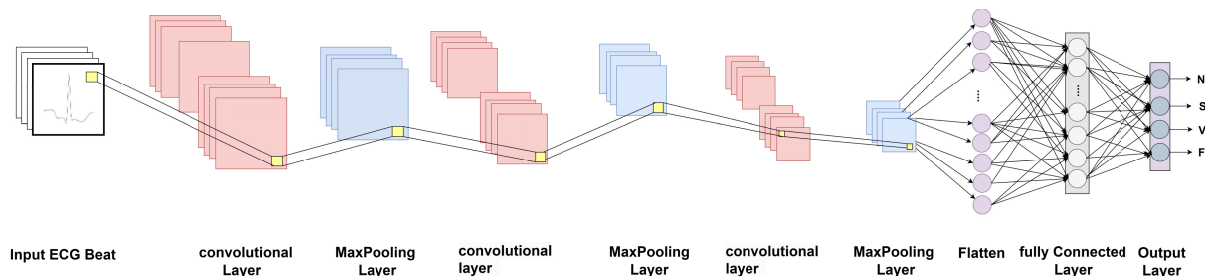 N
S
V
F
Input ECG Beat
convolutional
Layer
MaxPooling
Layer
convolutional
layer
MaxPooling
Layer
convolutional
layer
MaxPooling
Layer
Flatten
fully Connected
Layer
Output
Layer